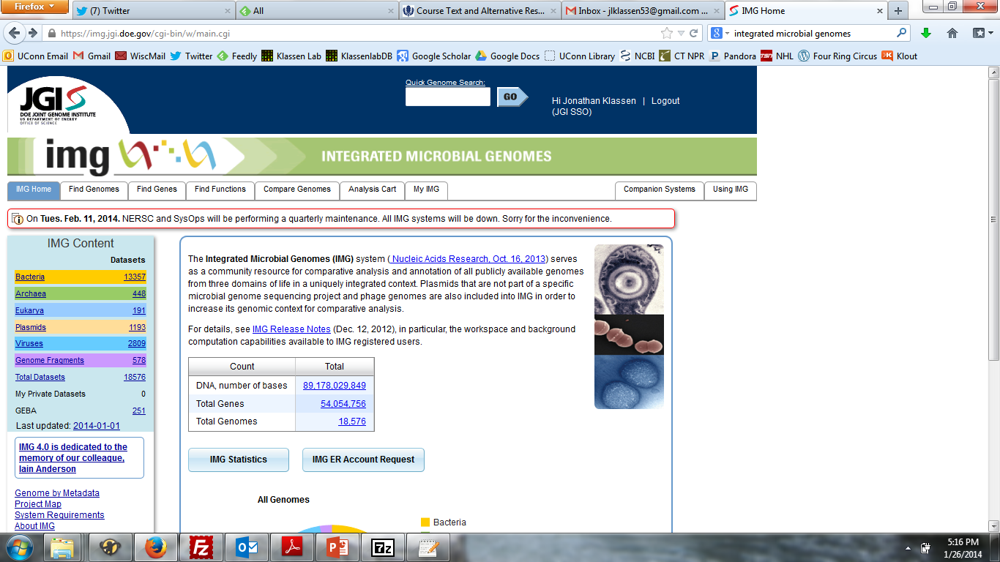 Firefox
(7) Twitter
All
Course Text and Alternative Res...
Inbox - jlklassen53@gmail.com ...
IMG Home
https://img.jgi.doe.gov/cgi-bin/w/main.cgi
integrated microbial genomes
UConn Email Gmail WiscMail Twitter Feedly Klassen Lab KlassenlabDB Google Scholar Google Docs UConn Library NCBI CT NPR Pandora NHL Four Ring Circus Klout
JGI
DOE JOINT GENOME INSTITUTE
US DEPARTMENT OF ENERGY
OFFICE OF SCIENCE
Quick Genome Search:
GO
Hi Jonathan Klassen | Logout
(JGI SSO)
img
INTEGRATED MICROBIAL GENOMES
IMG Home Find Genomes Find Genes Find Functions Compare Genomes Analysis Cart My IMG Companion Systems Using IMG
On Tues. Feb. 11, 2014. NERSC and SysOps will be performing a quarterly maintenance. All IMG systems will be down. Sorry for the inconvenience.
IMG Content
Datasets
Bacteria 13357
Archaea 448
Eukarya 191
Plasmids 1193
Viruses 2809
Genome Fragments 578
Total Datasets 18576
My Private Datasets 0
GEBA 251
Last updated: 2014-01-01
IMG 4.0 is dedicated to the
memory of our colleague,
Iain Anderson
Genome by Metadata
Project Map
System Requirements
About IMG
The Integrated Microbial Genomes (IMG) system ( Nucleic Acids Research, Oct. 16, 2013) serves
as a community resource for comparative analysis and annotation of all publicly available genomes
from three domains of life in a uniquely integrated context. Plasmids that are not part of a specific
microbial genome sequencing project and phage genomes are also included into IMG in order to
increase its genomic context for comparative analysis.
For details, see IMG Release Notes (Dec. 12, 2012), in particular, the workspace and background
computation capabilities available to IMG registered users.
Count Total
DNA, number of bases 89,178,029,849
Total Genes 54,054,756
Total Genomes 18,576
IMG Statistics
IMG ER Account Request
All Genomes
Bacteria
5:16 PM
1/26/2014